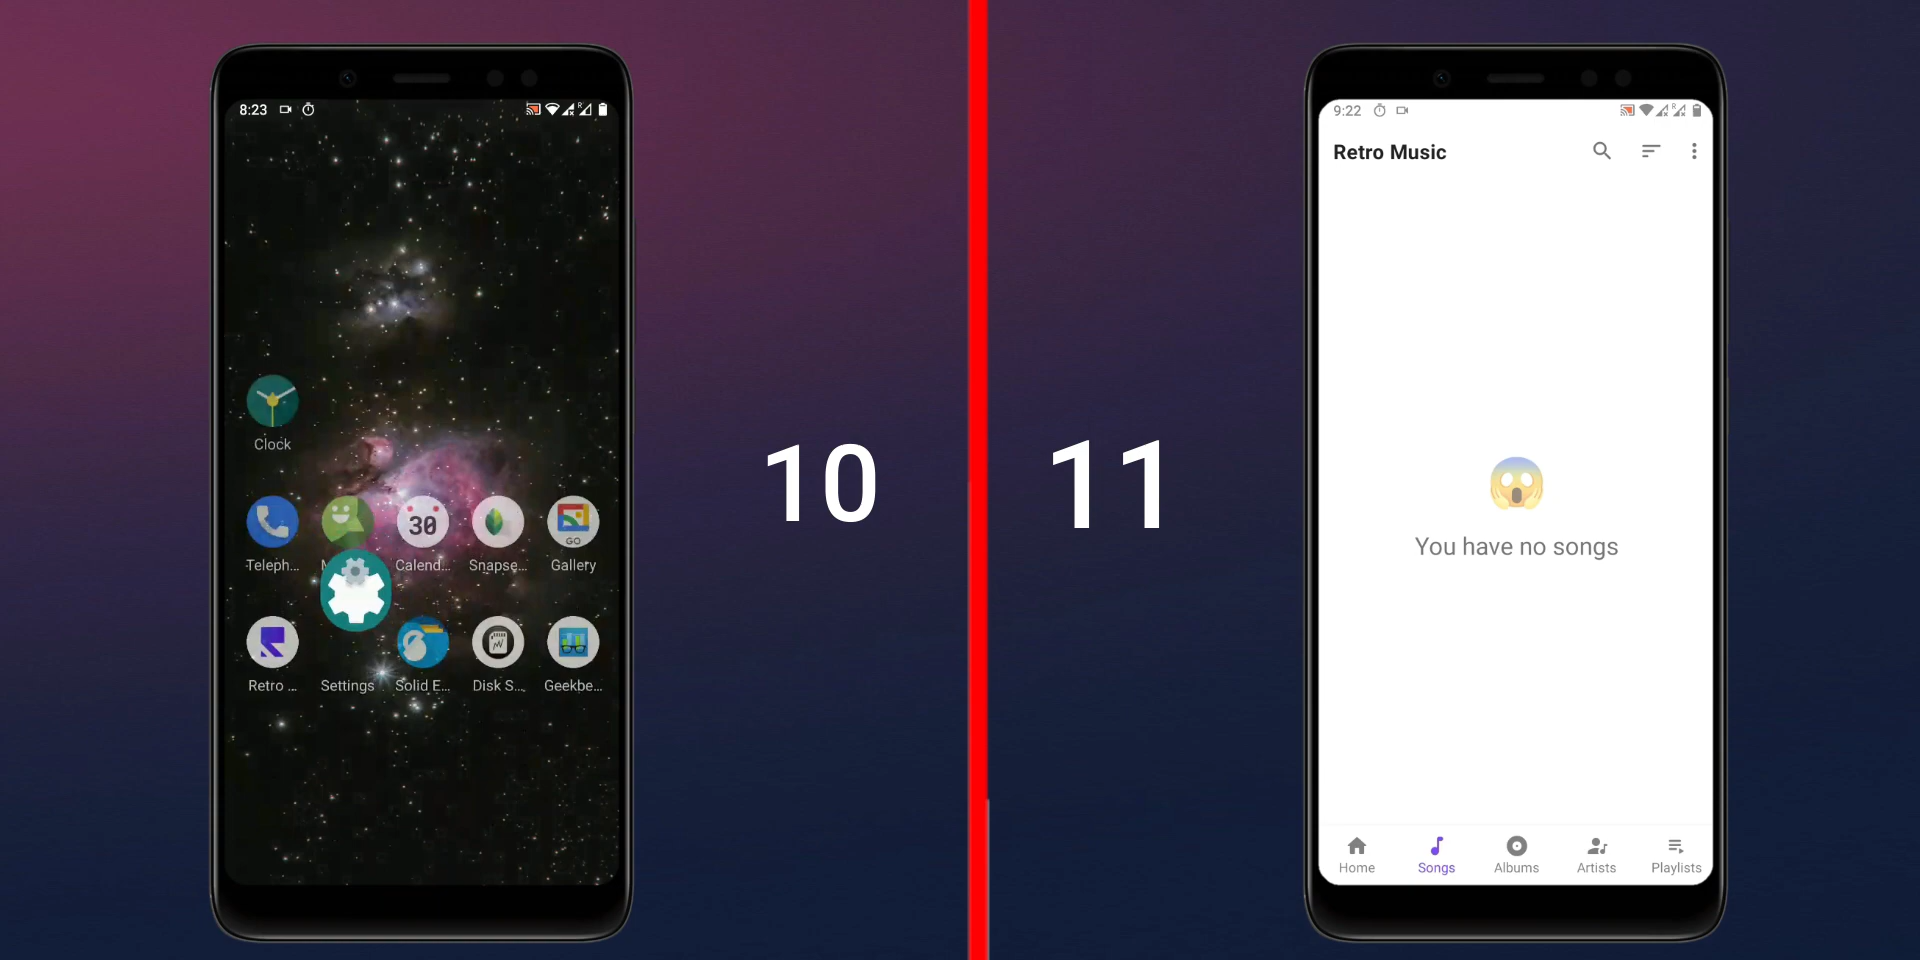 8:23
Clock
30
GO
Teleph...
Calend...
Snapse...
Gallery
Retro ...
Settings
Solid E...
Disk S...
Geekbe...
10
11
9:22
R
Retro Music
You have no songs
Home
Songs
Albums
Artists
Playlists